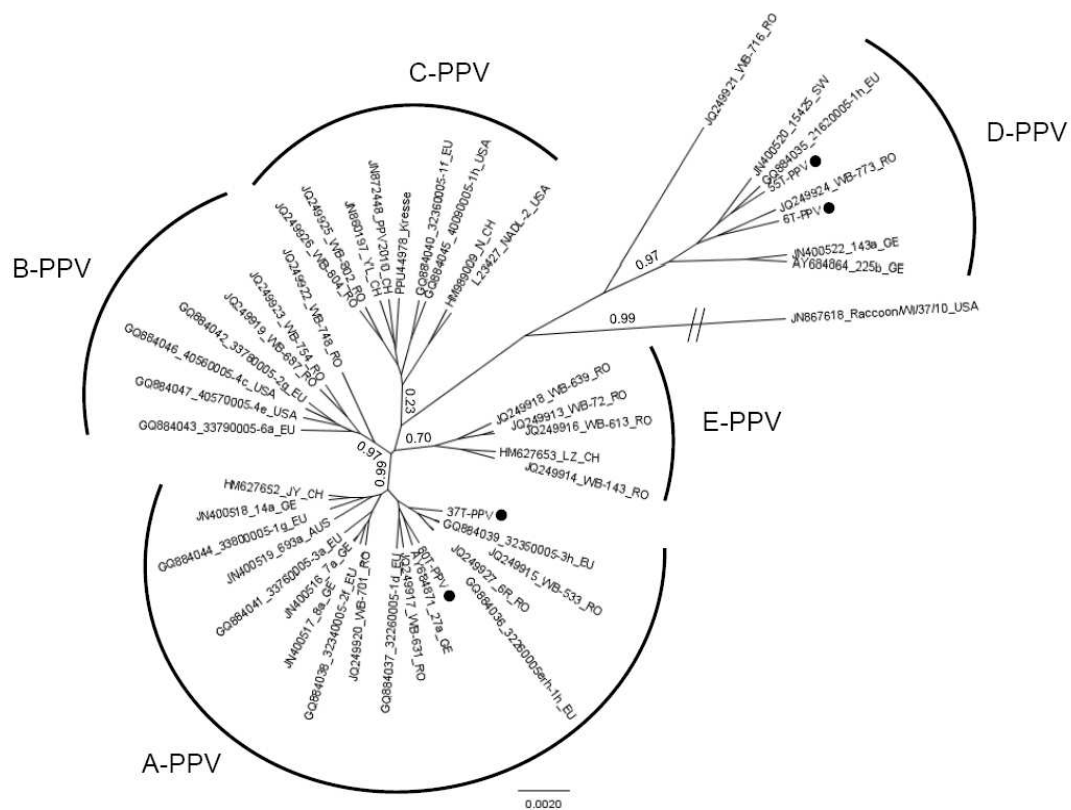 C-PPV
D-PPV
B-PPV
E-PPV
A-PPV
JQ249921_WB-716_RO
JN400520_15425_SW
GQ884035_21620005-1h_EU
55T-PPV
JQ249924_WB-773_RO
6T-PPV
JN400522_143a_GE
AY684864_225b_GE
0.97
0.99
JN867618_Raccoon/WI/37/10_USA
JQ249926_WB-804_RO
JQ249925_WB-802_RO
JN860197_YL_CH
JN872448_PPV2010_CH
PPU44978_Kresse
GQ884040_32360005-1f_EU
GQ884045_40090005-1h_USA
HM989009_N_CH
L23427_NADL-2_USA
0.23
JQ249922_WB-748_RO
JQ249923_WB-754_RO
JQ249919_WB-687_RO
GQ884042_33780005-2g_EU
GQ884046_40560005-4c_USA
GQ884047_40570005-4e_USA
GQ884043_33790005-6a_EU
0.97
0.70
JQ249918_WB-639_RO
JQ249913_WB-72_RO
JQ249916_WB-613_RO
HM627653_LZ_CH
JQ249914_WB-143_RO
0.99
HM627652_JY_CH
JN400518_14a_GE
GQ884044_33800005-1g_EU
JN400519_693a_AUS
GQ884041_33760005-3a_EU
JN400516_7a_GE
JN400517_8a_GE
GQ884038_32340005-2f_EU
JQ249920_WB-701_RO
GQ884037_32260005-1d_EU
JQ249917_WB-631_RO
AY684871_27a_GE
60T-PPV
GQ884036_32260005erh-1h_EU
JQ249927_6R_RO
JQ249915_WB-533_RO
GQ884039_32350005-3h_EU
37T-PPV
0.0020